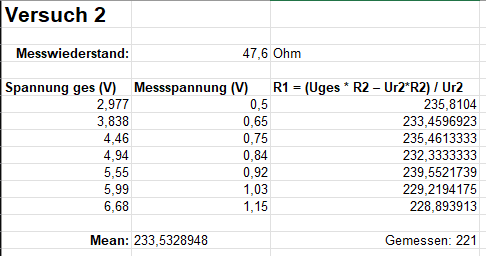 Versuch 2
Messwiederstand: 47,6 Ohm
Spannung ges (V) Messspannung (V) R1 = (Uges * R2 – Ur2*R2) / Ur2
2,977 0,5 235,8104
3,838 0,65 233,4596923
4,46 0,75 235,4613333
4,94 0,84 232,3333333
5,55 0,92 239,5521739
5,99 1,03 229,2194175
6,68 1,15 228,893913
Mean: 233,5328948 Gemessen: 221